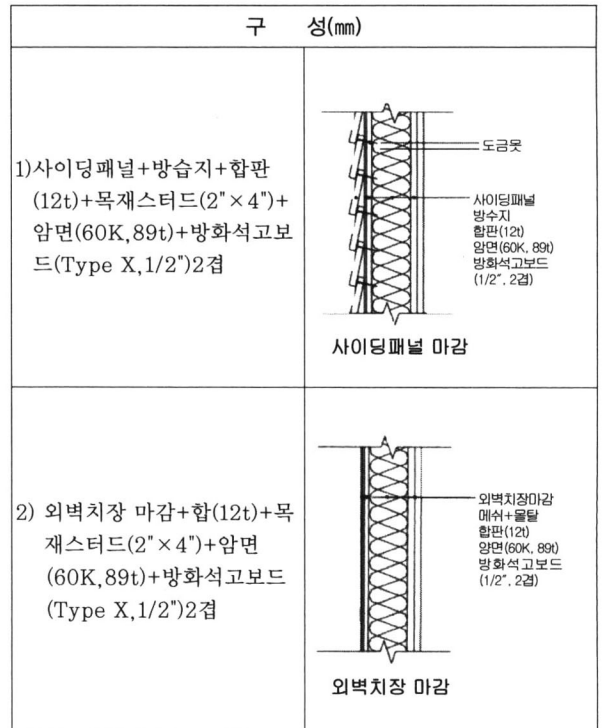 구 성(㎜)
1)사이딩패널+방습지+합판
(12t)+목재스터드(2"×4")+
암면(60K,89t)+방화석고보
드(Type X,1/2")2겹
도금못
사이딩패널
방수지
합판(12t)
암면(60K, 89t)
방화석고보드
(1/2", 2겹)
사이딩패널 마감
2) 외벽치장 마감+합(12t)+목
재스터드(2"×4")+암면
(60K,89t)+방화석고보드
(Type X,1/2")2겹
외벽치장마감
메쉬+몰탈
합판(12t)
양면(60K, 89t)
방화석고보드
(1/2", 2겹)
외벽치장 마감